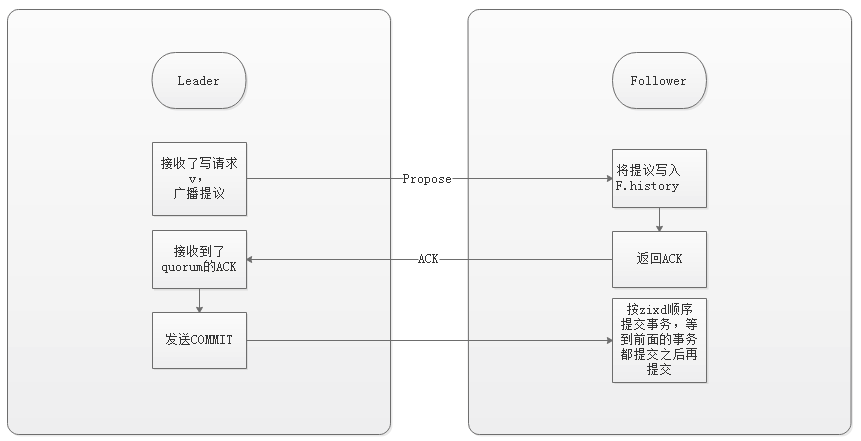 Leader
Follower
接收了写请求
v，
广播提议
Propose
将提议写入
F.history
接收到了
quorum的ACK
ACK
返回ACK
发送COMMIT
按zixd顺序
提交事务，等
到前面的事务
都提交之后再
提交